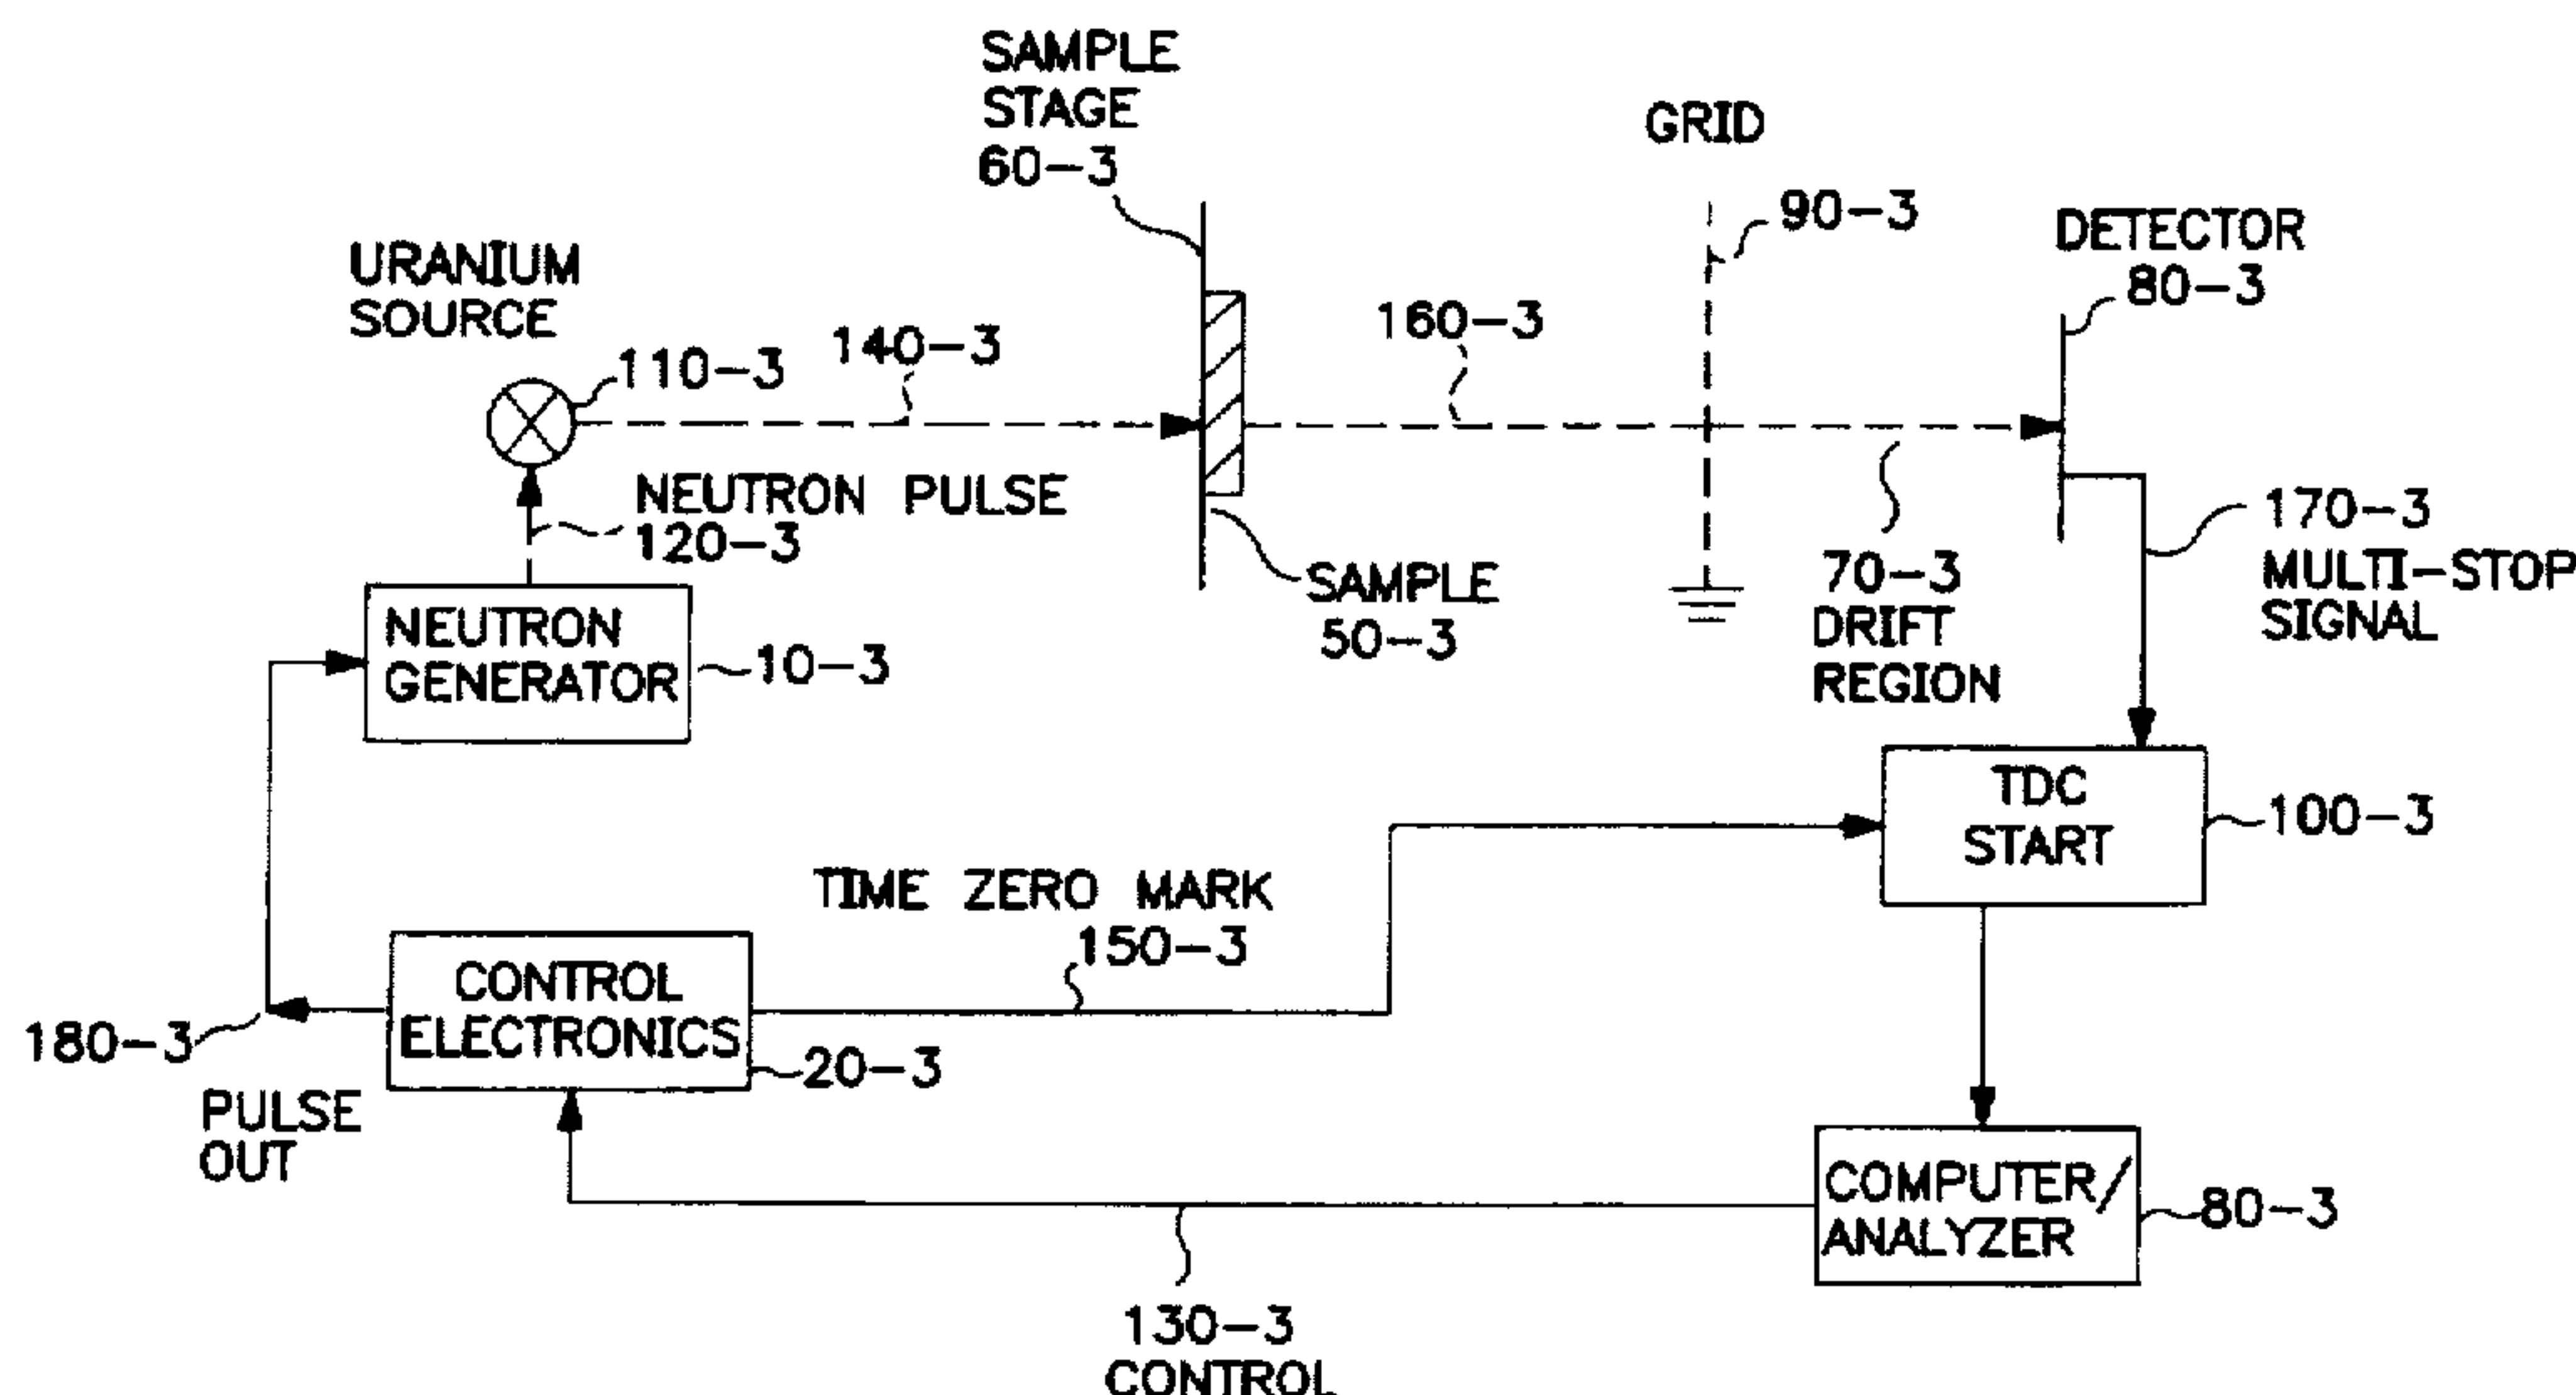 SAMPLE
STAGE
60-3
GRID
90-3
DETECTOR
80-3
URANIUM
SOURCE
110-3
140-3
160-3
NEUTRON PULSE
120-3
170-3
MULTI-STOP
SIGNAL
SAMPLE
50-3
70-3
DRIFT
REGION
NEUTRON
GENERATOR
10-3
TDC
START
100-3
TIME ZERO MARK
150-3
CONTROL
ELECTRONICS
20-3
180-3
PULSE
OUT
COMPUTER/
ANALYZER
80-3
130-3
CONTROL